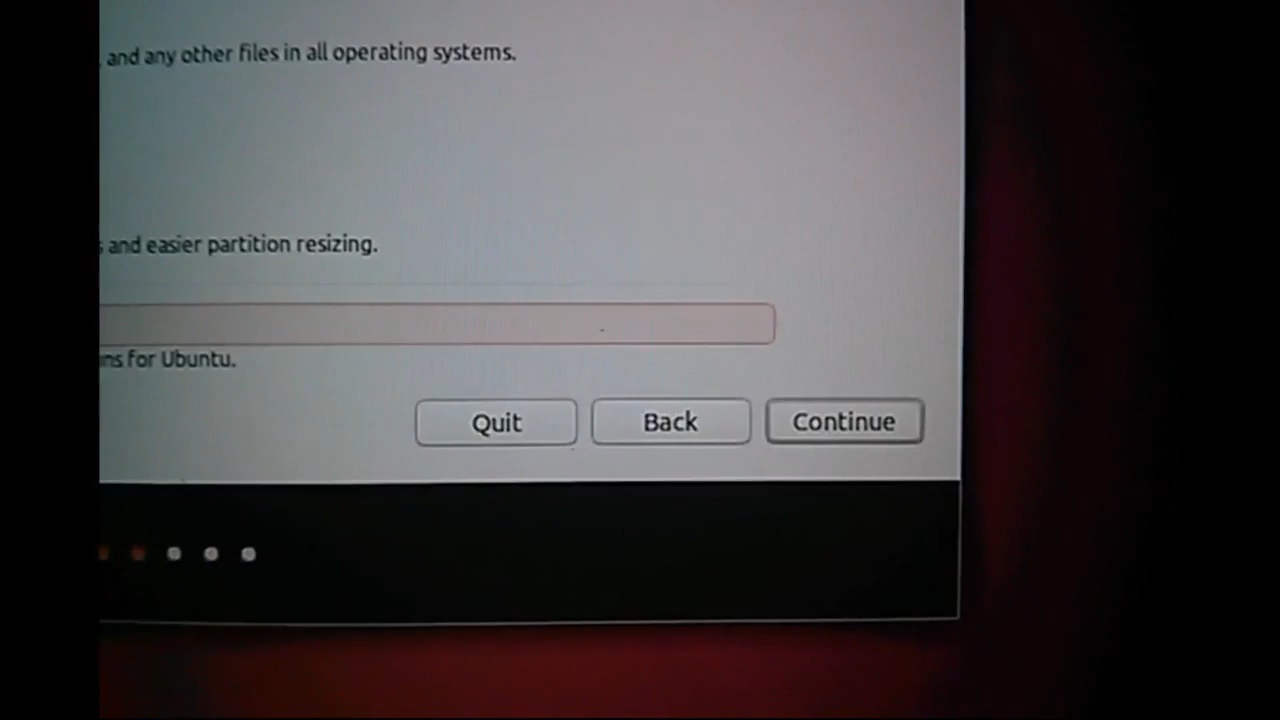 and any other files in all operating systems.
and easier partition resizing.
for Ubuntu.
Quit Back Continue